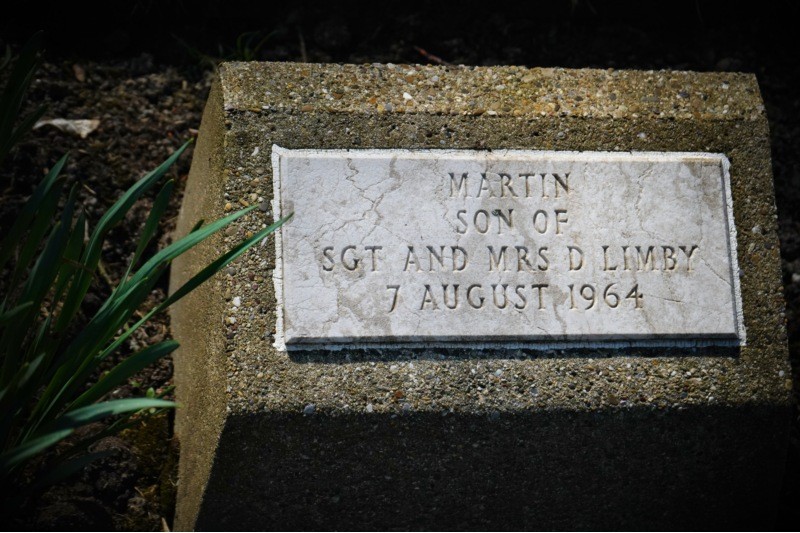 MARTIN
SON OF
SGT AND MRS D LIMBY
7 AUGUST 1964